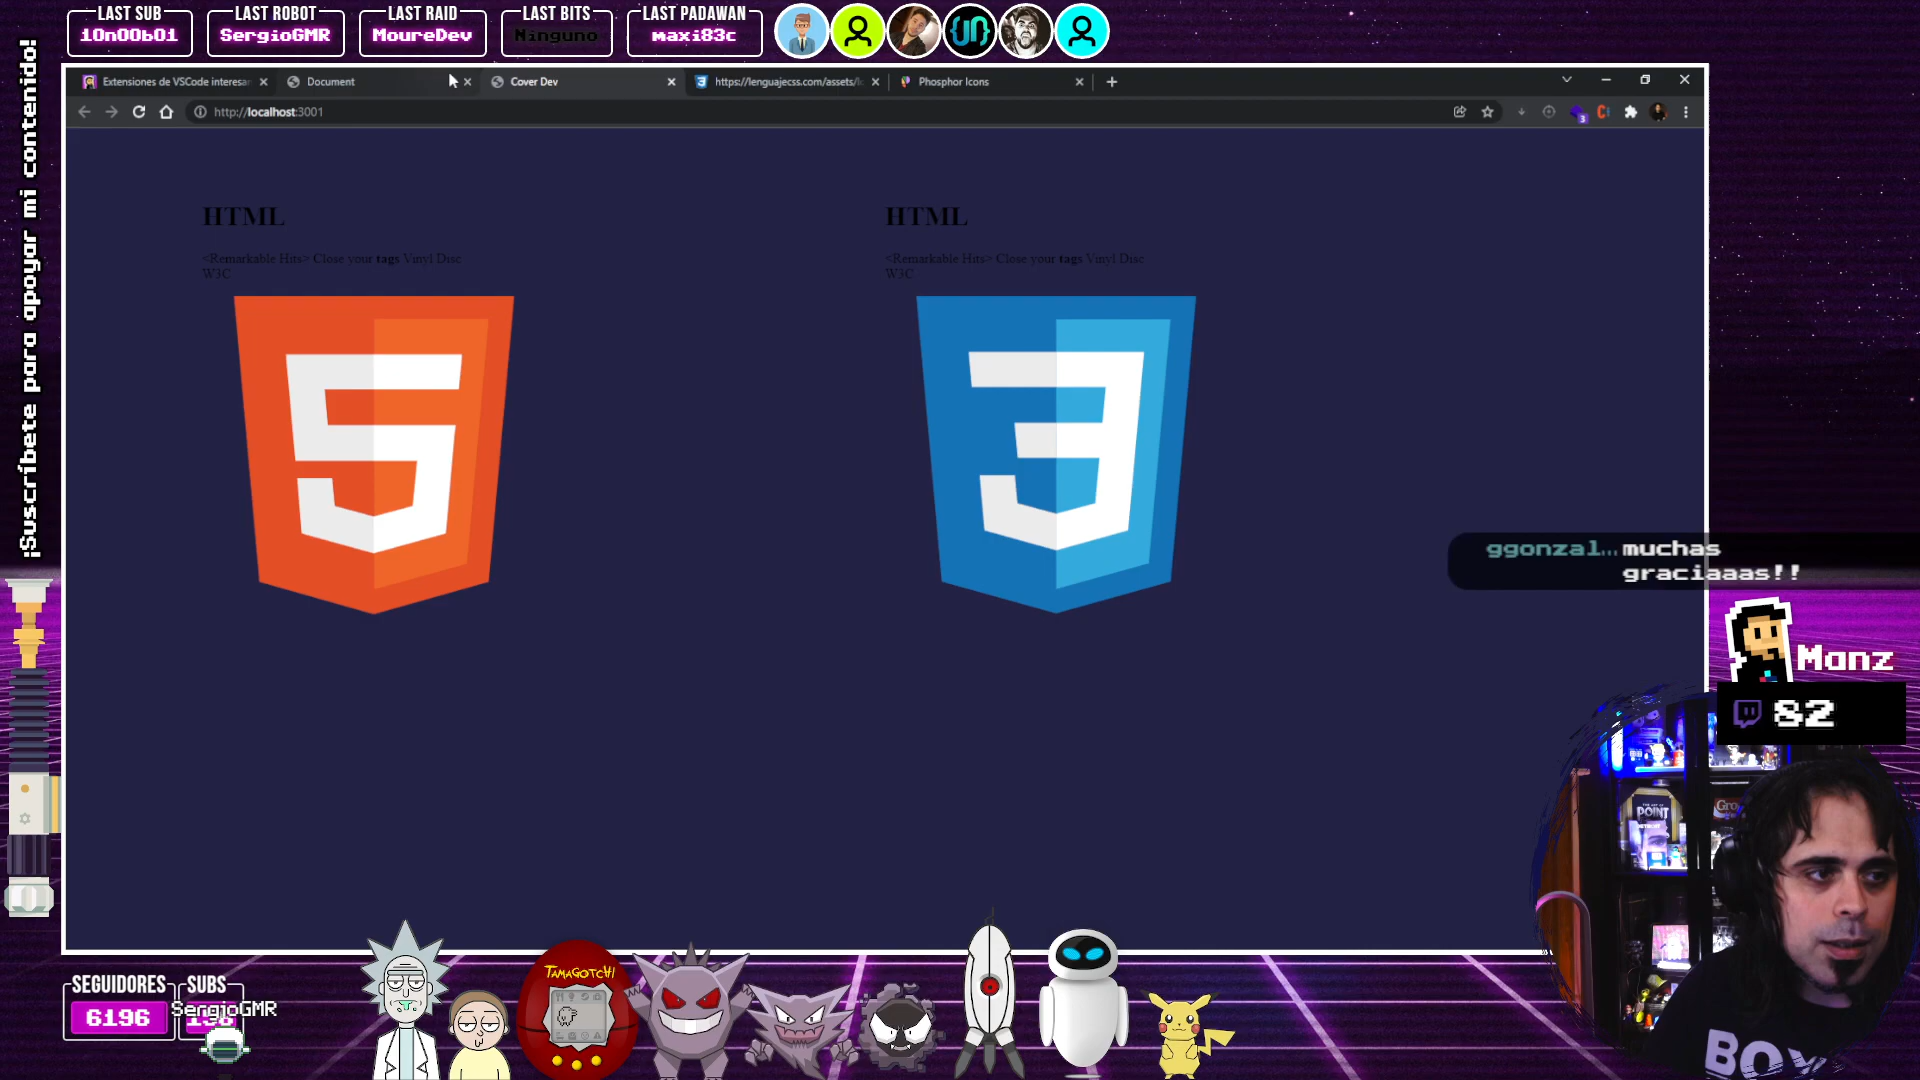 LAST SUB
10n00b01
LAST ROBOT
SergioGMR
LAST RAID
MoureDev
LAST BITS
Ninguno
LAST PADAWAN
maxi83c
¡Suscríbete para apoyar mi contenido!
Extensiones de VSCode interesar
Document
Cover Dev
https://lenguajecss.com/assets/l
Phosphor Icons
http://localhost:3001
3
HTML
<Remarkable Hits> Close your tags Vinyl Disc
W3C
HTML
<Remarkable Hits> Close your tags Vinyl Disc
W3C
ggonzal... muchas
graciaaas!!
Manz
82
POINT
TAMAGOTCHI
SEGUIDORES
6196
SUBS
SergioGMR